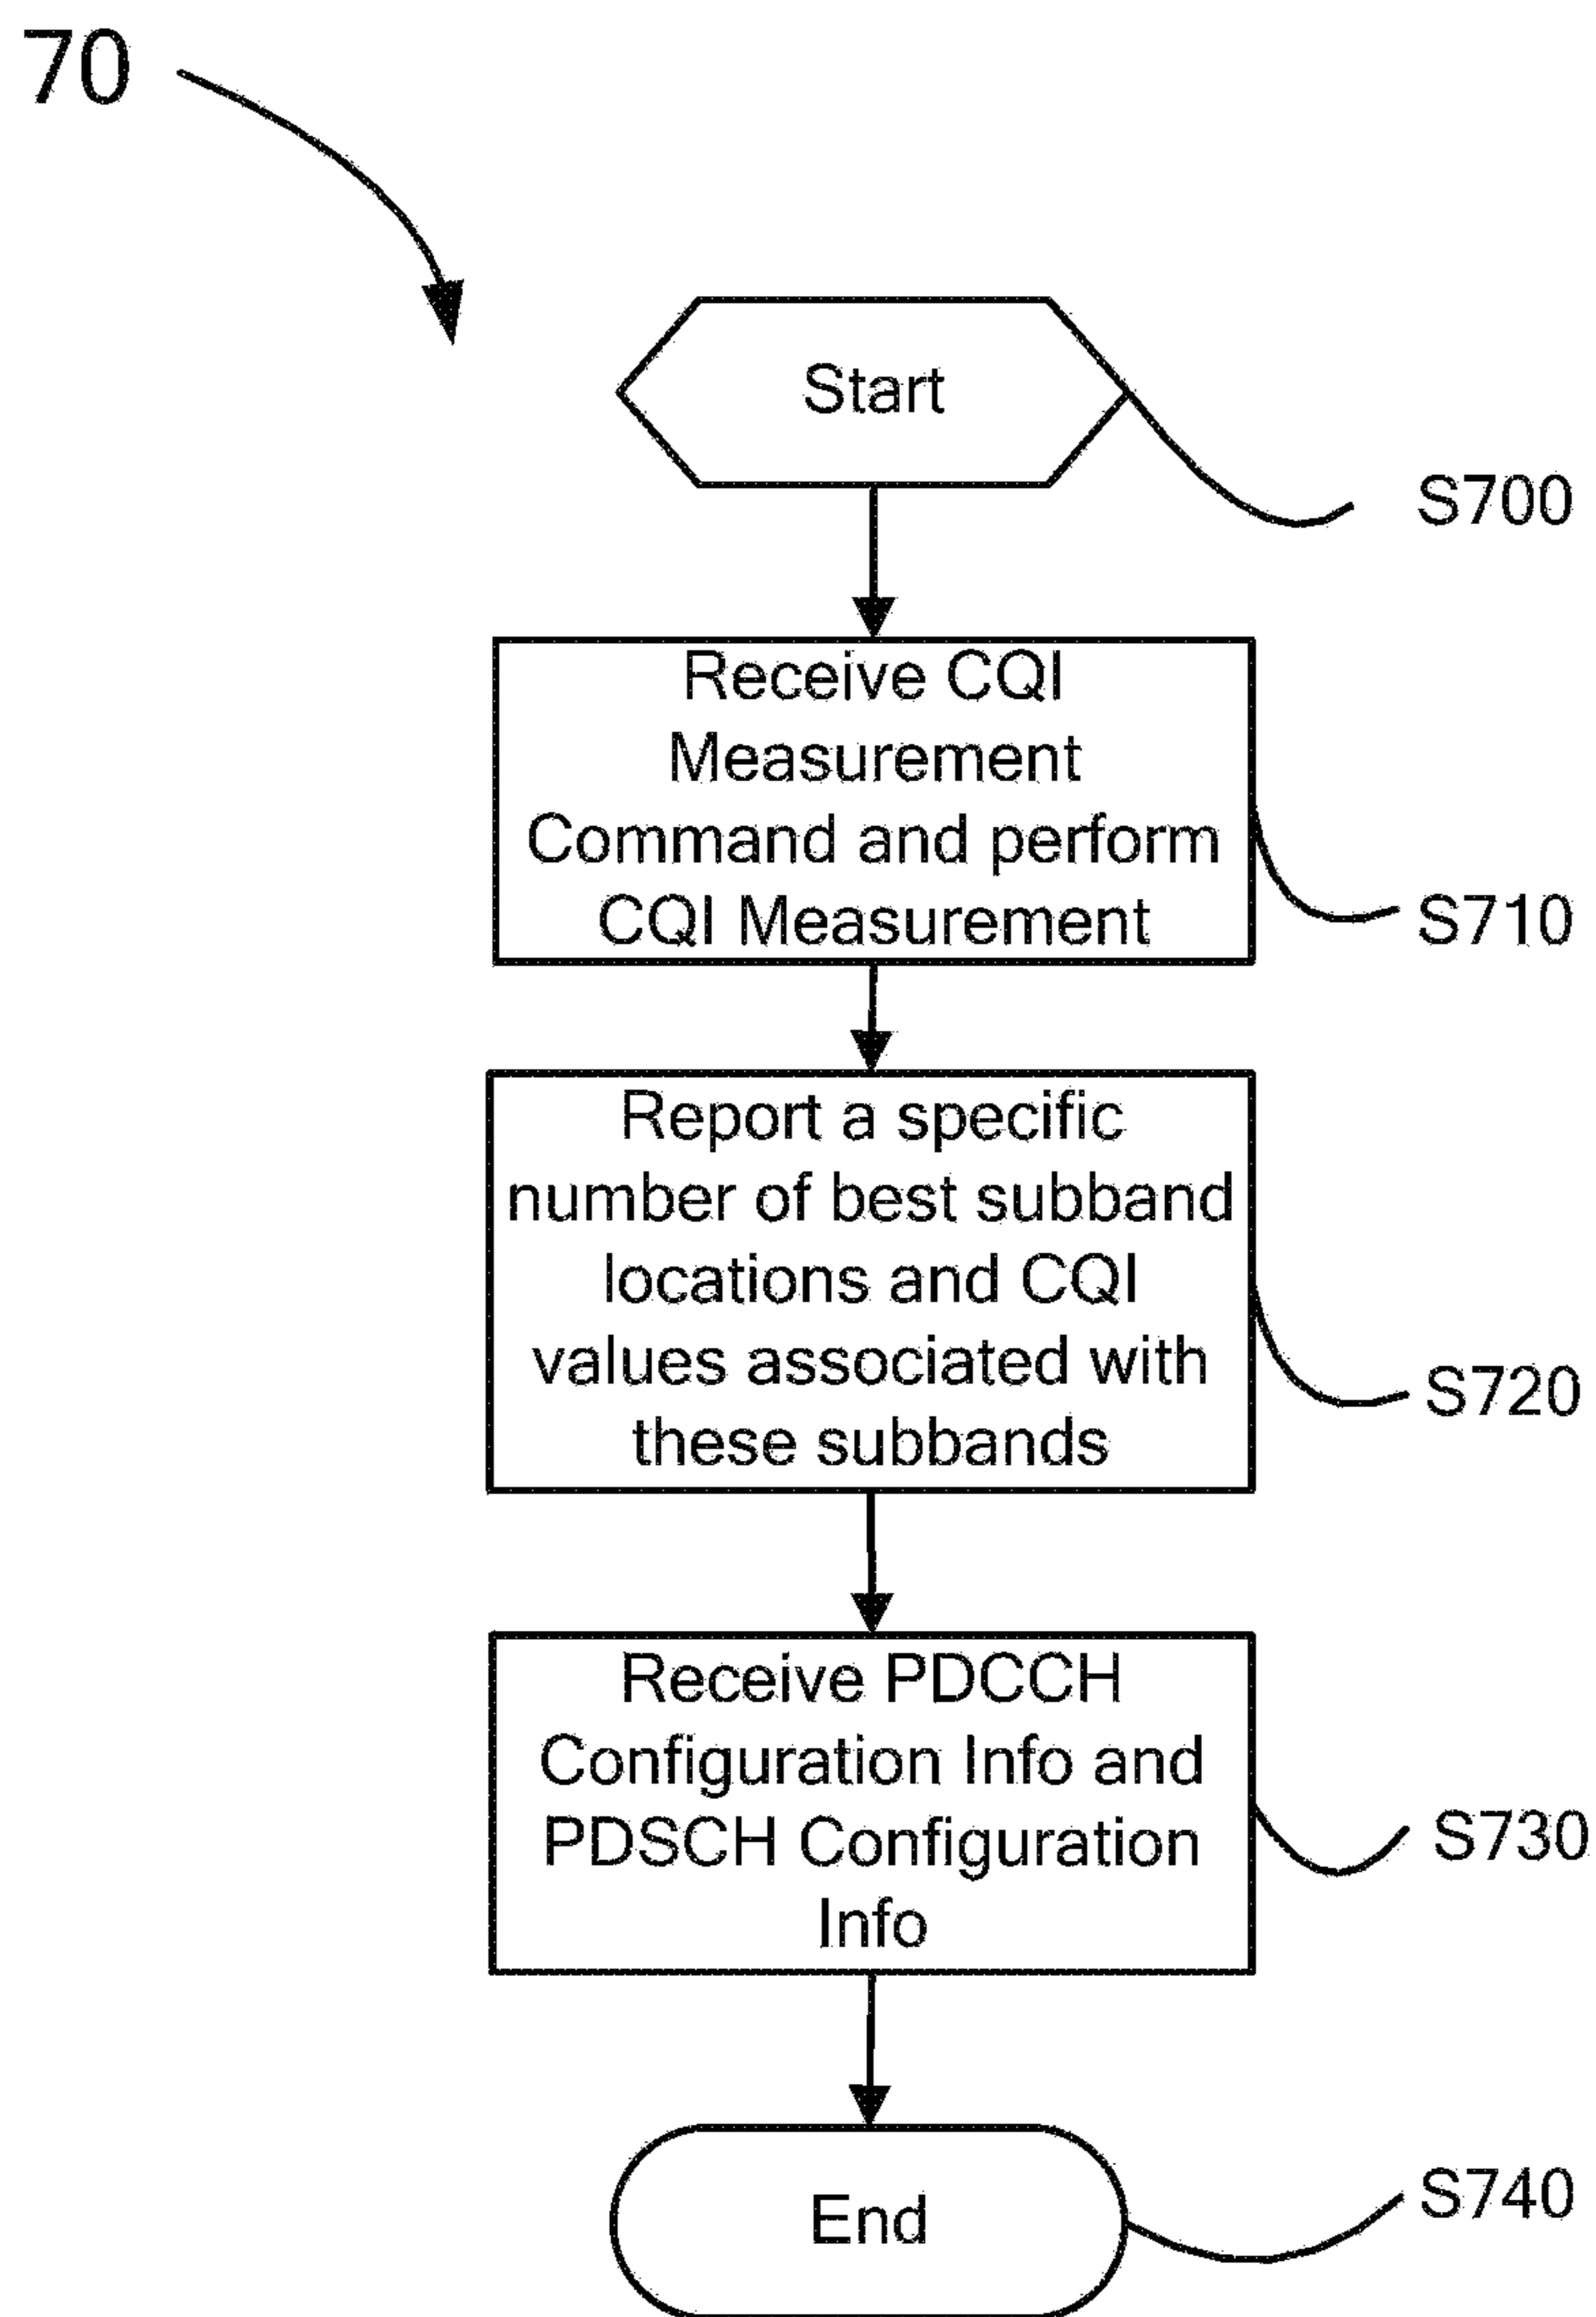 70
Start
S700
Receive CQI
Measurement
Command and perform
CQI Measurement
S710
Report a specific
number of best subband
locations and CQI
values associated with
these subbands
S720
Receive PDCCH
Configuration Info and
PDSCH Configuration
Info
S730
End
S740